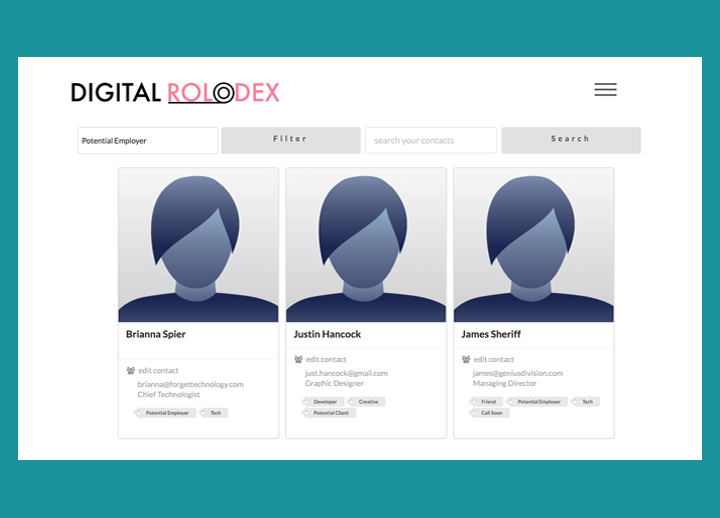 DIGITAL ROLODEX
Potential Employer
Filter
search your contacts
Search
Brianna Spier
edit contact
brianna@forgettechnology.com
Chief Technologist
Potential Employer
Tech
Justin Hancock
edit contact
just.hancock@gmail.com
Graphic Designer
Developer
Creative
Potential Client
James Sheriff
edit contact
james@geniusdivision.com
Managing Director
Friend
Potential Employer
Tech
Call Soon